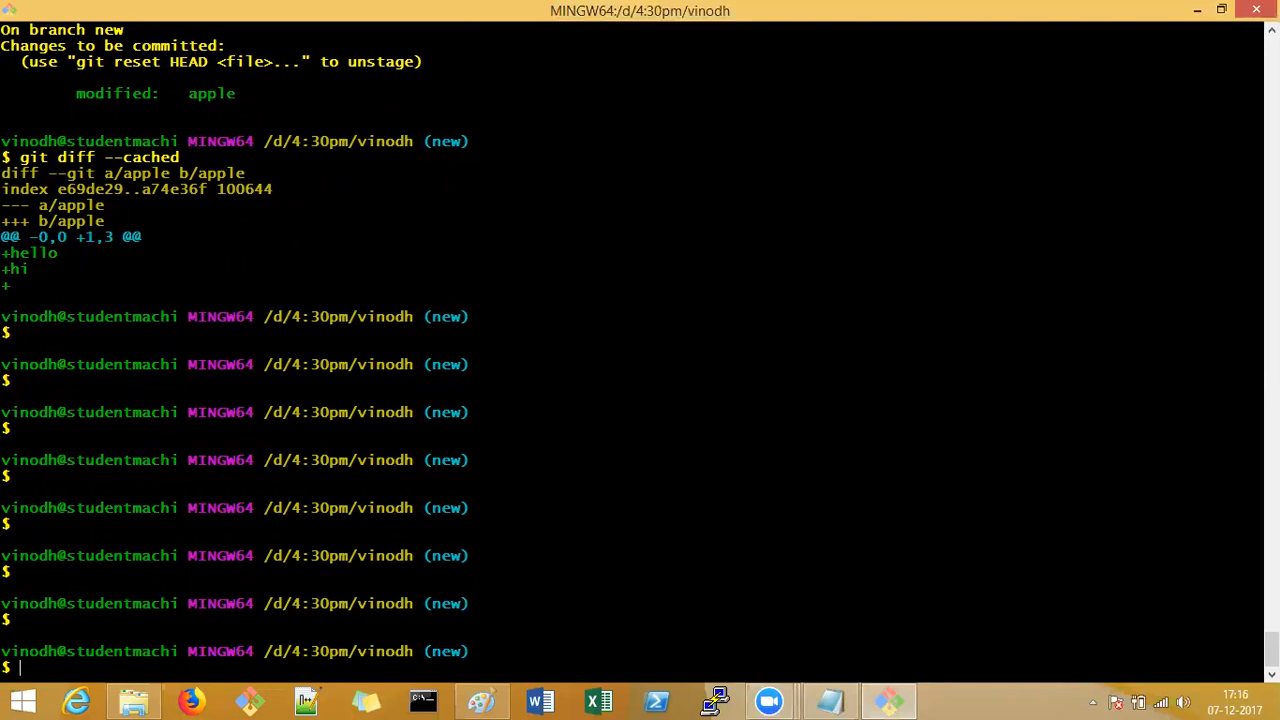 MINGW64:/d/4:30pm/vinodh
On branch new
Changes to be committed:
(use "git reset HEAD <file>..." to unstage)
modified: apple
vinodh@studentmachi MINGW64 /d/4:30pm/vinodh (new)
$ git diff --cached
diff --git a/apple b/apple
index e69de29..a74e36f 100644
--- a/apple
+++ b/apple
@@ -0,0 +1,3 @@
+hello
+hi
+
vinodh@studentmachi MINGW64 /d/4:30pm/vinodh (new)
$
vinodh@studentmachi MINGW64 /d/4:30pm/vinodh (new)
$
vinodh@studentmachi MINGW64 /d/4:30pm/vinodh (new)
$
vinodh@studentmachi MINGW64 /d/4:30pm/vinodh (new)
$
vinodh@studentmachi MINGW64 /d/4:30pm/vinodh (new)
$
vinodh@studentmachi MINGW64 /d/4:30pm/vinodh (new)
$
vinodh@studentmachi MINGW64 /d/4:30pm/vinodh (new)
$
vinodh@studentmachi MINGW64 /d/4:30pm/vinodh (new)
$
17:16
07-12-2017